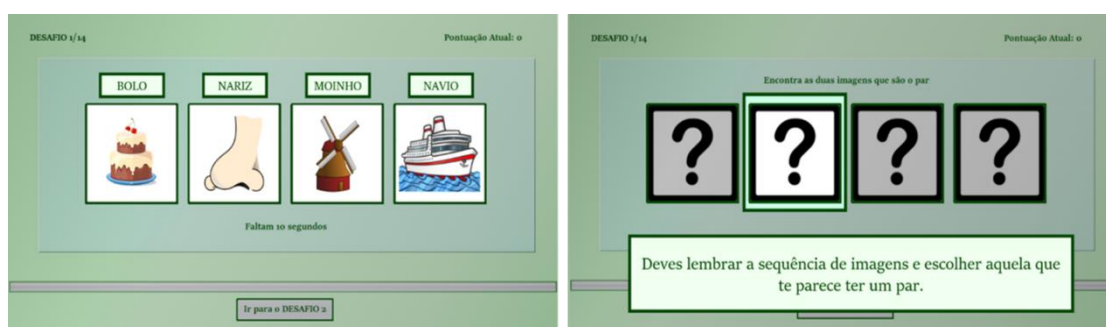 DESAFIO 1/14
Pontuação Atual: 0
BOLO
NARIZ
MOINHO
NAVIO
Faltam 10 segundos
Ir para o DESAFIO 2
DESAFIO 1/14
Pontuação Atual: 0
Encontra as duas imagens que são o par
?
?
?
?
Deves lembrar a sequência de imagens e escolher aquela que
te parece ter um par.